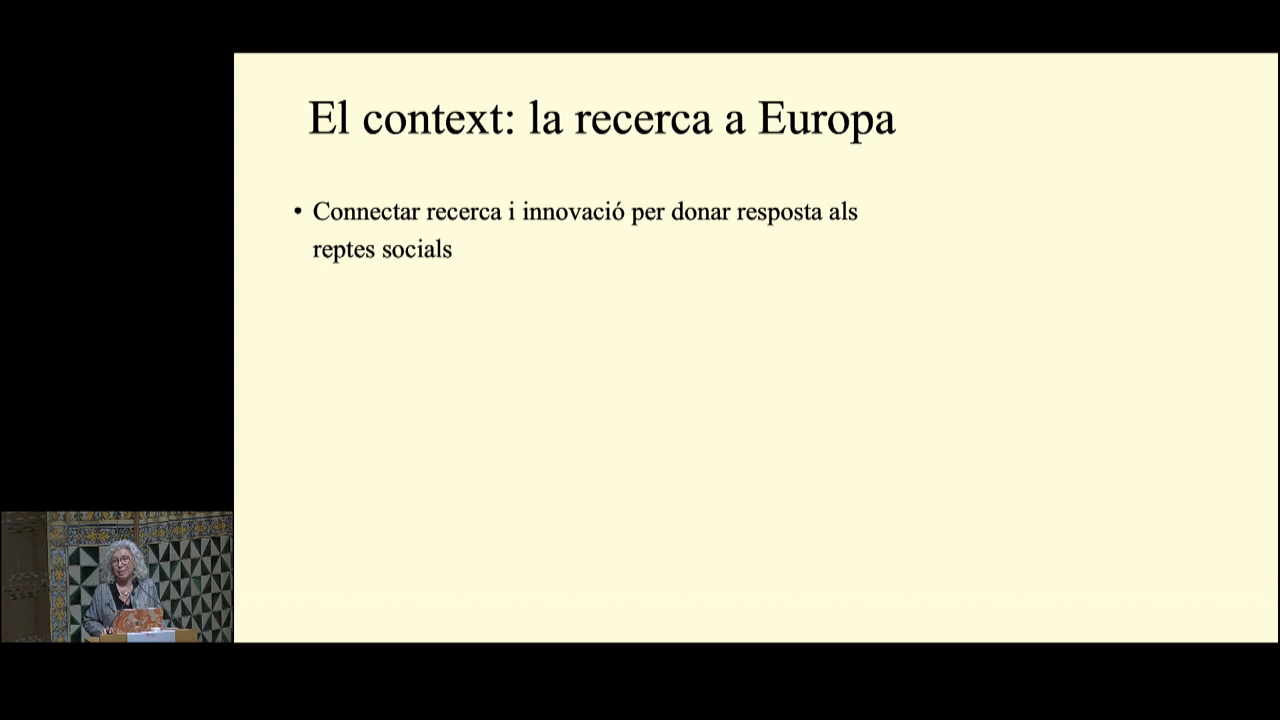 El context: la recerca a Europa
• Connectar recerca i innovació per donar resposta als
reptes socials